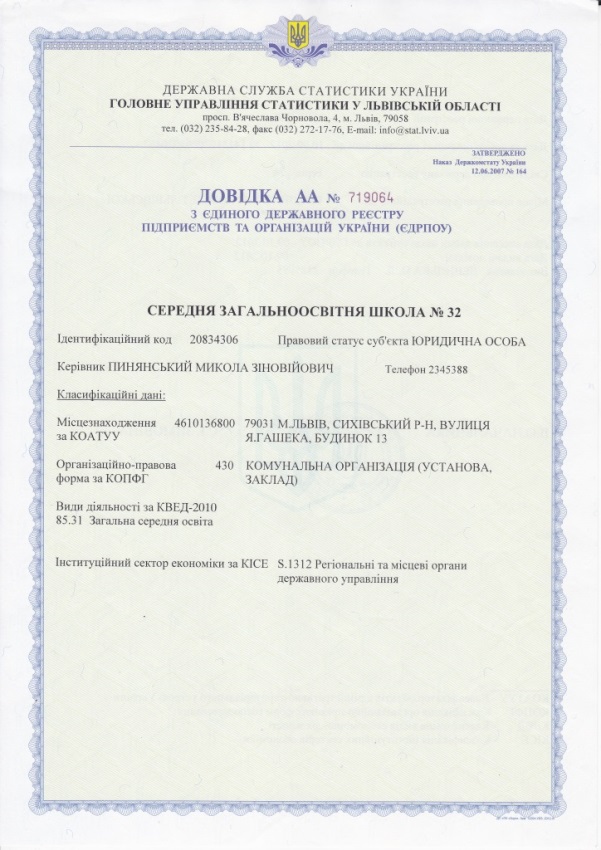 ДЕРЖАВНА СЛУЖБА СТАТИСТИКИ УКРАЇНИ
ГОЛОВНЕ УПРАВЛІННЯ СТАТИСТИКИ У ЛЬВІВСЬКІЙ ОБЛАСТІ
просп. В'ячеслава Чорновола, 4, м. Львів, 79058
тел. (032) 235-84-28, факс (032) 272-17-76, E-mail: info@stat.lviv.ua
ЗАТВЕРДЖЕНО
Наказ Держкомстату України
12.06.2007 № 164
ДОВІДКА АА № 719064
З ЄДИНОГО ДЕРЖАВНОГО РЕЄСТРУ
ПІДПРИЄМСТВ ТА ОРГАНІЗАЦІЙ УКРАЇНИ (ЄДРПОУ)
СЕРЕДНЯ ЗАГАЛЬНООСВІТНЯ ШКОЛА № 32
Ідентифікаційний код 20834306 Правовий статус суб'єкта ЮРИДИЧНА ОСОБА
Керівник ПИНЯНСЬКИЙ МИКОЛА ЗІНОВІЙОВИЧ Телефон 2345388
Класифікаційні дані:
Місцезнаходження 4610136800 79031 М.ЛЬВІВ, СИХІВСЬКИЙ Р-Н, ВУЛИЦЯ
за КОАТУУ Я.ГАШЕКА, БУДИНОК 13
Організаційно-правова 430 КОМУНАЛЬНА ОРГАНІЗАЦІЯ (УСТАНОВА,
форма за КОПФГ ЗАКЛАД)
Види діяльності за КВЕД-2010
85.31 Загальна середня освіта
Інституційний сектор економіки за КІСЕ S.1312 Регіональні та місцеві органи
державного управління